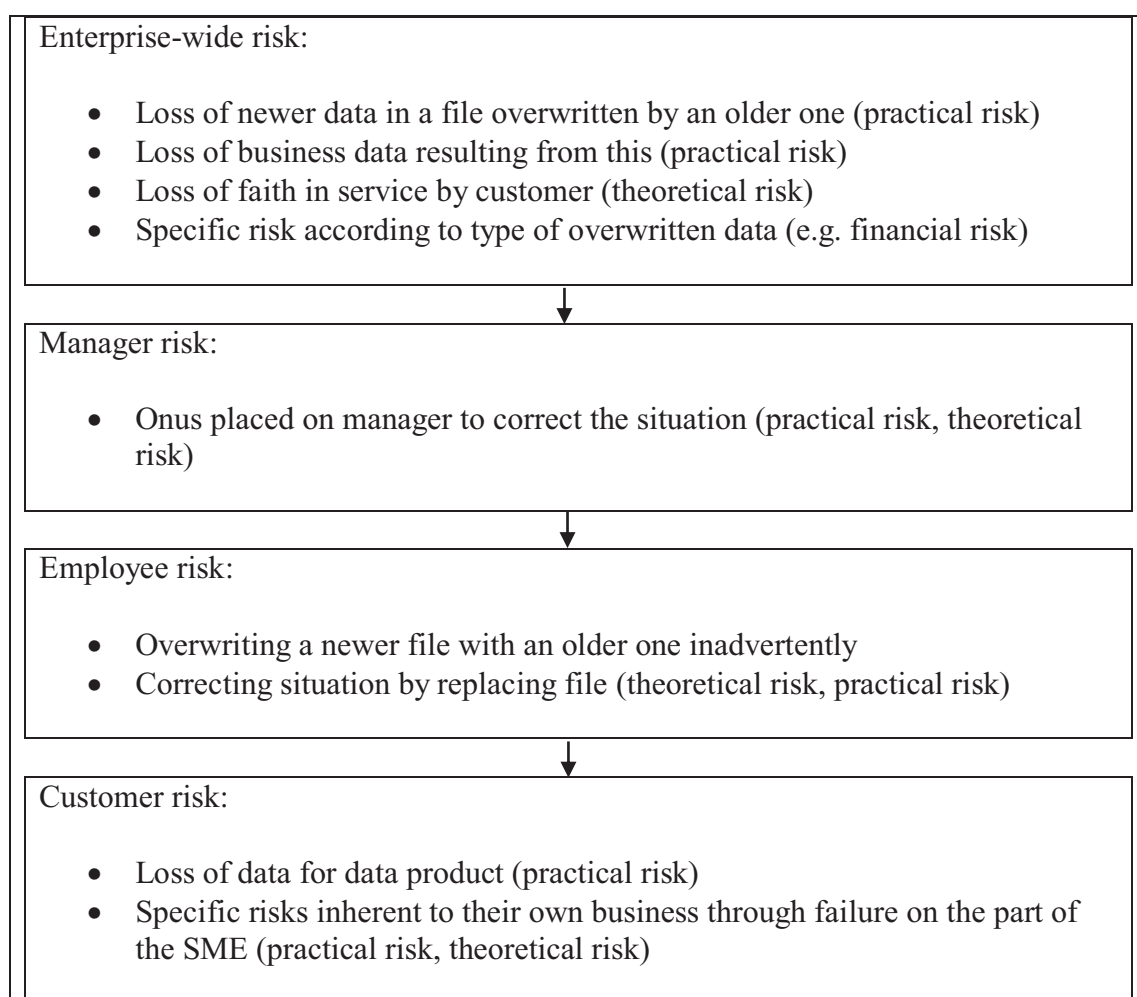 Enterprise-wide risk:
• Loss of newer data in a file overwritten by an older one (practical risk)
• Loss of business data resulting from this (practical risk)
• Loss of faith in service by customer (theoretical risk)
• Specific risk according to type of overwritten data (e.g. financial risk)
Manager risk:
• Onus placed on manager to correct the situation (practical risk, theoretical
risk)
Employee risk:
• Overwriting a newer file with an older one inadvertently
• Correcting situation by replacing file (theoretical risk, practical risk)
Customer risk:
• Loss of data for data product (practical risk)
• Specific risks inherent to their own business through failure on the part of
the SME (practical risk, theoretical risk)